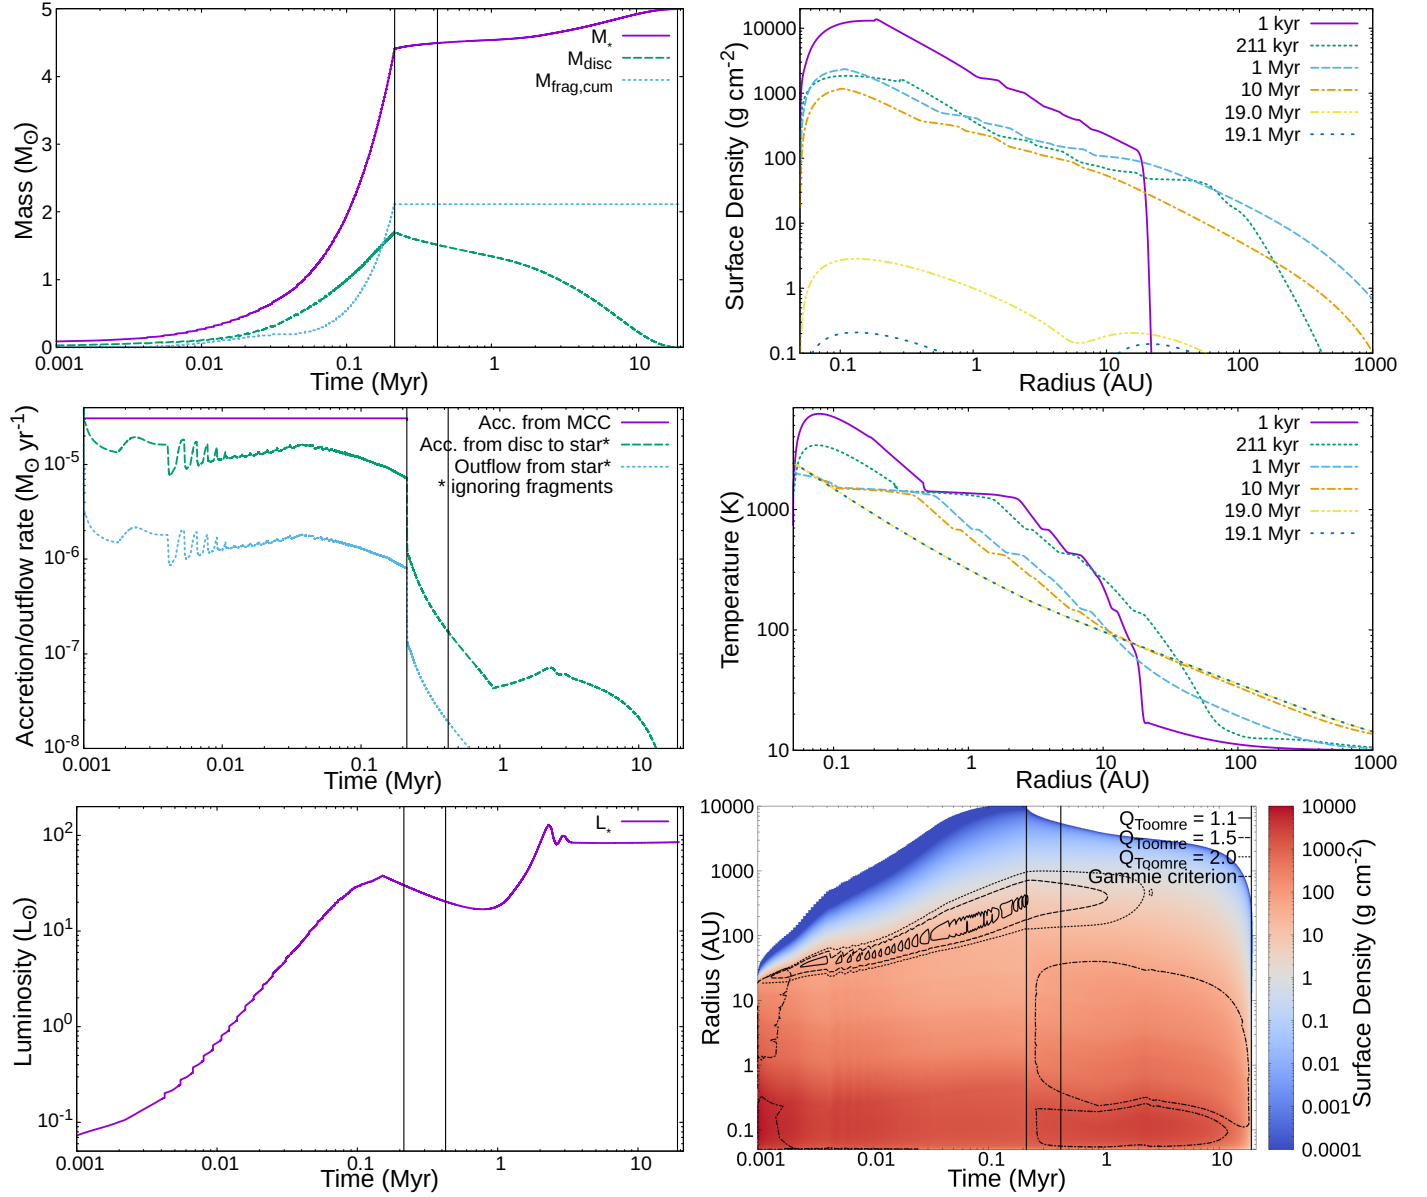 5
4
3
2
1
0
0.001
0.01
0.1
1
10
Mass (M⊙)
Time (Myr)
M*
Mdisc
Mfrag,cum
10000
1000
100
10
1
0.1
0.1
1
10
100
1000
Surface Density (g cm-2)
Radius (AU)
1 kyr
211 kyr
1 Myr
10 Myr
19.0 Myr
19.1 Myr
10-5
10-6
10-7
10-8
0.001
0.01
0.1
1
10
Accretion/outflow rate (M⊙ yr-1)
Time (Myr)
Acc. from MCC
Acc. from disc to star*
Outflow from star*
* ignoring fragments
1000
100
10
0.1
1
10
100
1000
Temperature (K)
Radius (AU)
1 kyr
211 kyr
1 Myr
10 Myr
19.0 Myr
19.1 Myr
102
101
100
10-1
0.001
0.01
0.1
1
10
Luminosity (L⊙)
Time (Myr)
L*
10000
1000
100
10
1
0.1
0.001
0.01
0.1
1
10
Radius (AU)
Time (Myr)
QToomre = 1.1
QToomre = 1.5
QToomre = 2.0
Gammie criterion
10000
1000
100
10
1
0.1
0.01
0.001
0.0001
Surface Density (g cm-2)